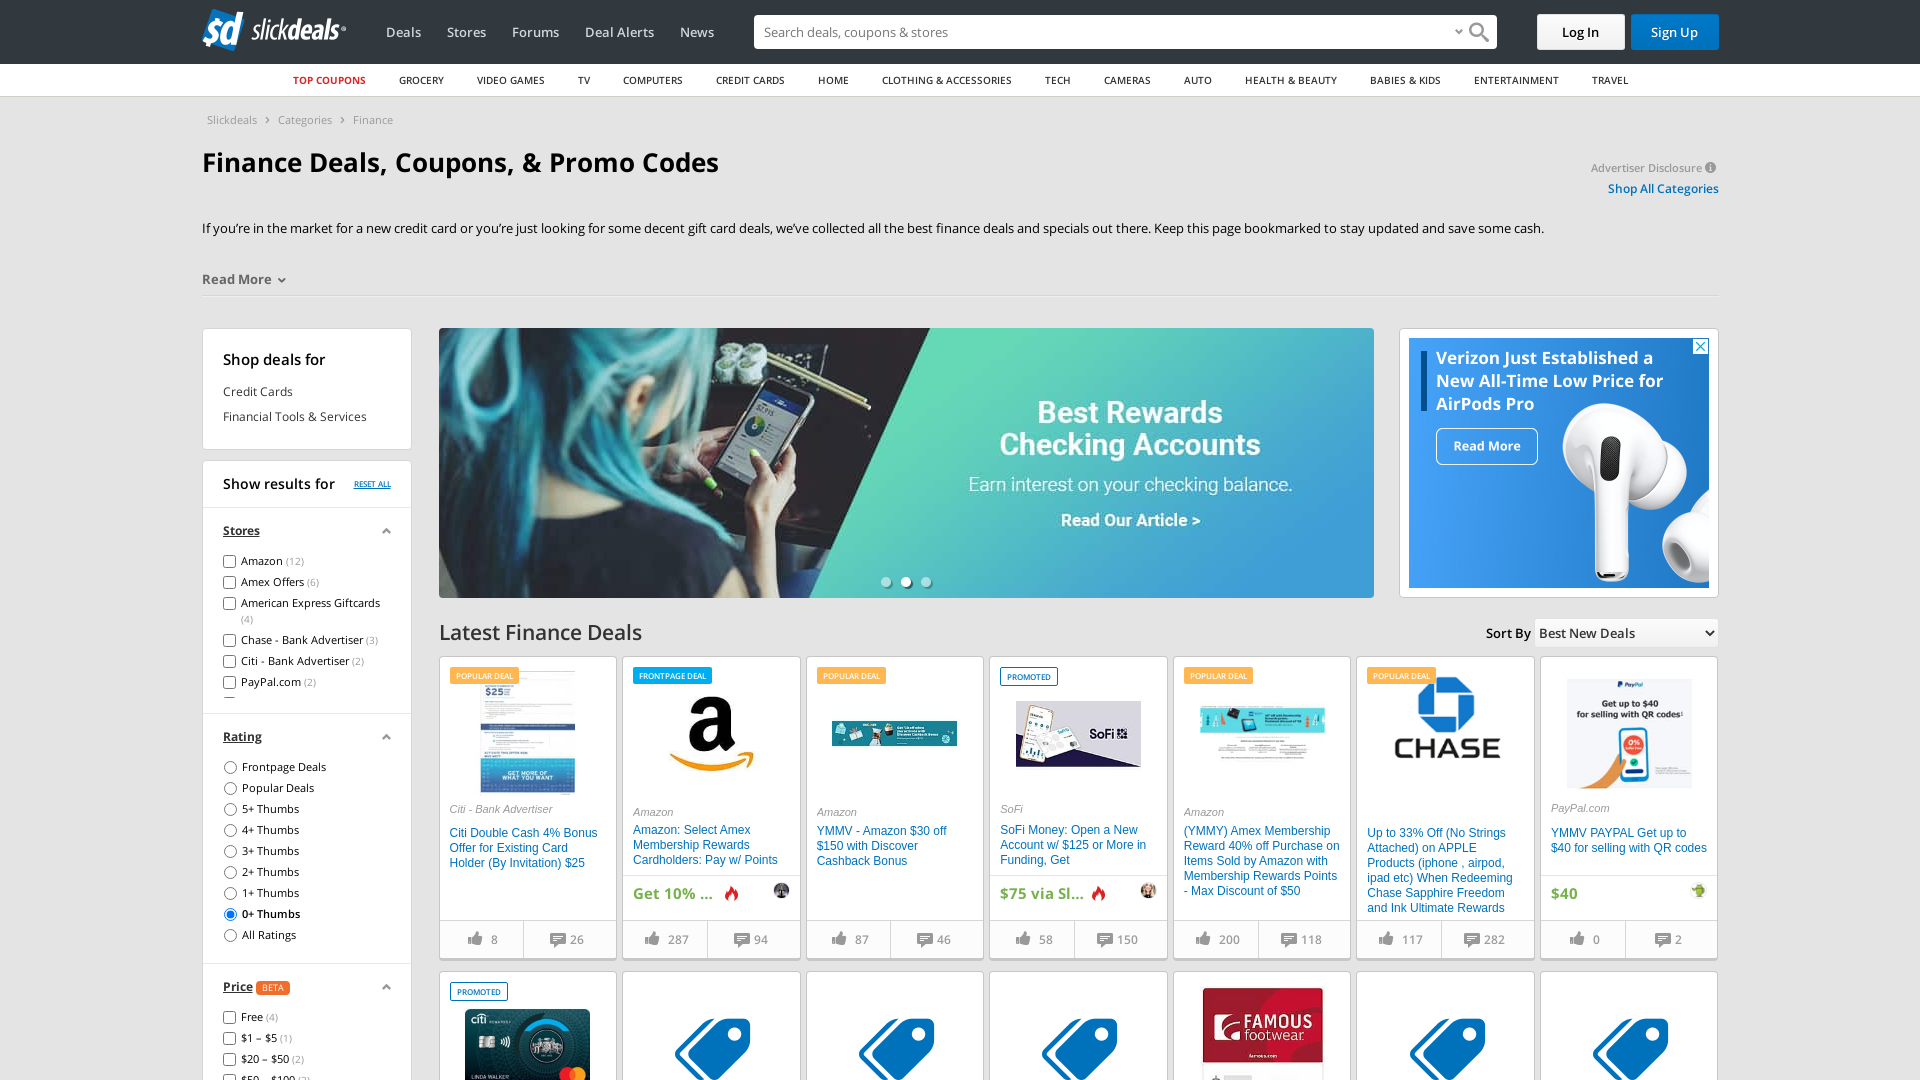 slickdeals
Deals
Stores
Forums
Deal Alerts
News
Search deals, coupons & stores
Log In
Sign Up
TOP COUPONS
GROCERY
VIDEO GAMES
TV
COMPUTERS
CREDIT CARDS
HOME
CLOTHING & ACCESSORIES
TECH
CAMERAS
AUTO
HEALTH & BEAUTY
BABIES & KIDS
ENTERTAINMENT
TRAVEL
Slickdeals
Categories
Finance
Finance Deals, Coupons, & Promo Codes
Advertiser Disclosure
Shop All Categories
If you’re in the market for a new credit card or you’re just looking for some decent gift card deals, we’ve collected all the best finance deals and specials out there. Keep this page bookmarked to stay updated and save some cash.
Read More
Shop deals for
Credit Cards
Financial Tools & Services
Show results for
RESET ALL
Stores
Amazon (12)
Amex Offers (6)
American Express Giftcards
(4)
Chase - Bank Advertiser (3)
Citi - Bank Advertiser (2)
PayPal.com (2)
Rating
Frontpage Deals
Popular Deals
5+ Thumbs
4+ Thumbs
3+ Thumbs
2+ Thumbs
1+ Thumbs
0+ Thumbs
All Ratings
Price BETA
Free (4)
$1 – $5 (1)
$20 – $50 (2)
$50 – $100
Best Rewards
Checking Accounts
Earn interest on your checking balance.
Read Our Article >
Verizon Just Established a
New All-Time Low Price for
AirPods Pro
Read More
Latest Finance Deals
Sort By
Best New Deals
POPULAR DEAL
$25
GET MORE OF
WHAT YOU WANT
Citi - Bank Advertiser
Citi Double Cash 4% Bonus
Offer for Existing Card
Holder (By Invitation) $25
8
26
FRONTPAGE DEAL
a
Amazon
Amazon: Select Amex
Membership Rewards
Cardholders: Pay w/ Points
Get 10% ...
287
94
POPULAR DEAL
Amazon
YMMV - Amazon $30 off
$150 with Discover
Cashback Bonus
87
46
PROMOTED
SoFi
SoFi
SoFi Money: Open a New
Account w/ $125 or More in
Funding, Get
$75 via Sl...
58
150
POPULAR DEAL
Amazon
(YMMY) Amex Membership
Reward 40% off Purchase on
Items Sold by Amazon with
Membership Rewards Points
- Max Discount of $50
200
118
POPULAR DEAL
CHASE
Up to 33% Off (No Strings
Attached) on APPLE
Products (iphone , airpod,
ipad etc) When Redeeming
Chase Sapphire Freedom
and Ink Ultimate Rewards
117
282
PayPal
Get up to $40
for selling with QR codes
0%
PayPal.com
YMMV PAYPAL Get up to
$40 for selling with QR codes
$40
0
2
PROMOTED
citi
LINDA WALKER
FAMOUS
footwear
famous.com